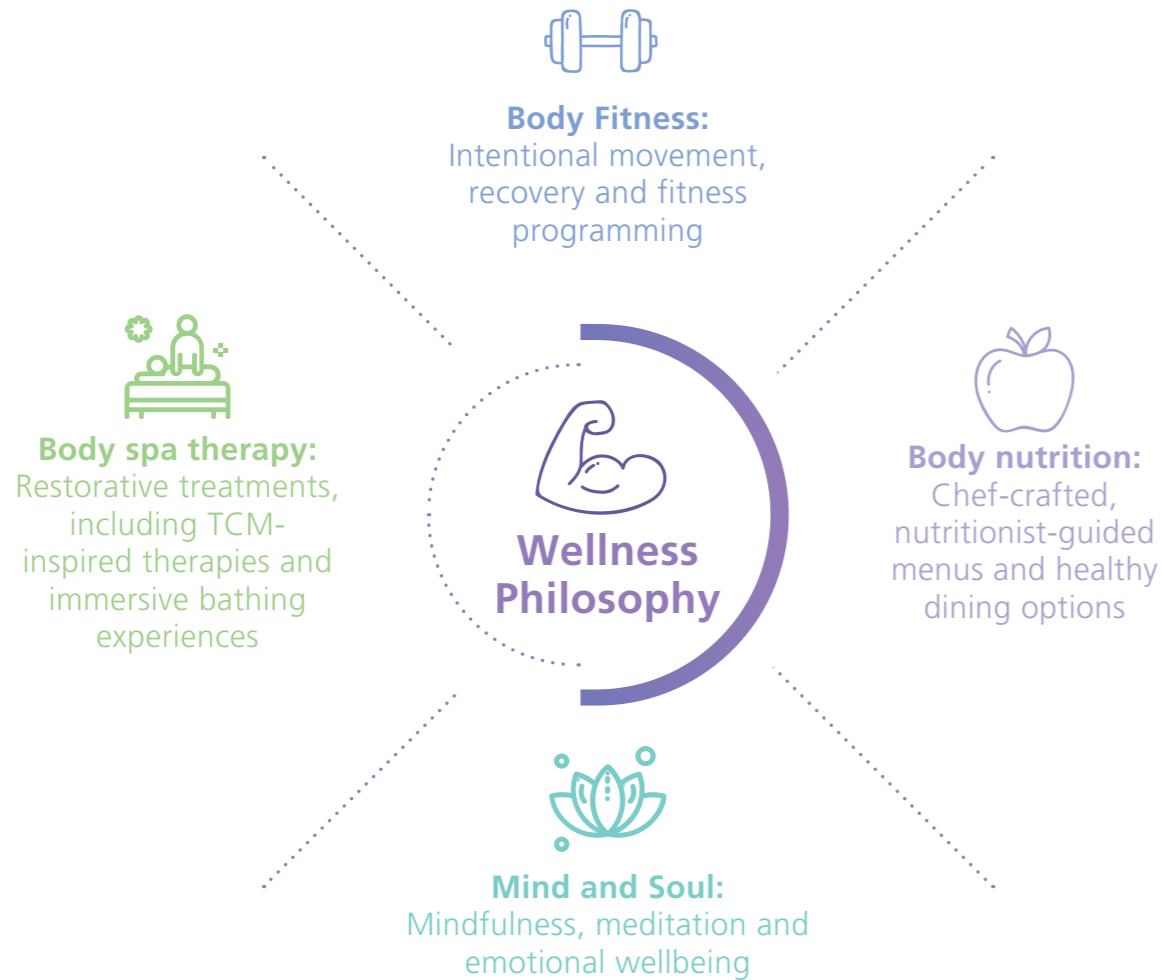 Body Fitness:
Intentional movement,
recovery and fitness
programming
Body spa therapy:
Restorative treatments,
including TCM-
inspired therapies and
immersive bathing
experiences
Wellness
Philosophy
Body nutrition:
Chef-crafted,
nutritionist-guided
menus and healthy
dining options
Mind and Soul:
Mindfulness, meditation and
emotional wellbeing